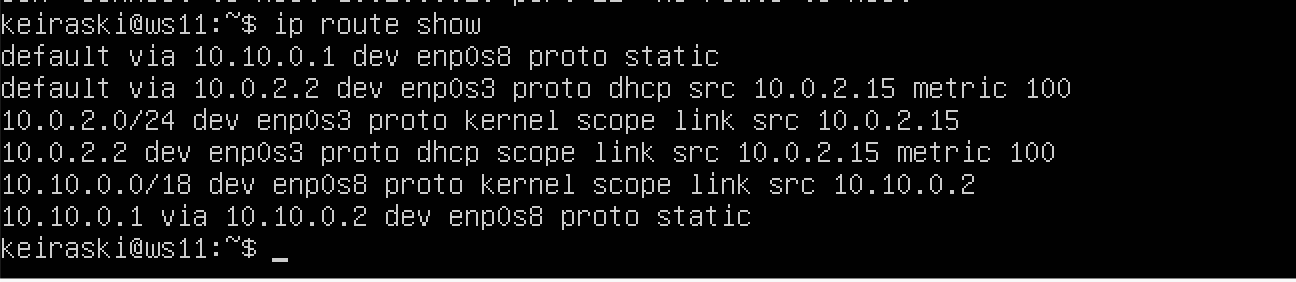 keiraski@ws11:~$ ip route show
default via 10.10.0.1 dev enp0s8 proto static
default via 10.0.2.2 dev enp0s3 proto dhcp src 10.0.2.15 metric 100
10.0.2.0/24 dev enp0s3 proto kernel scope link src 10.0.2.15
10.0.2.2 dev enp0s3 proto dhcp scope link src 10.0.2.15 metric 100
10.10.0.0/18 dev enp0s8 proto kernel scope link src 10.10.0.2
10.10.0.1 via 10.10.0.2 dev enp0s8 proto static
keiraski@ws11:~$ _